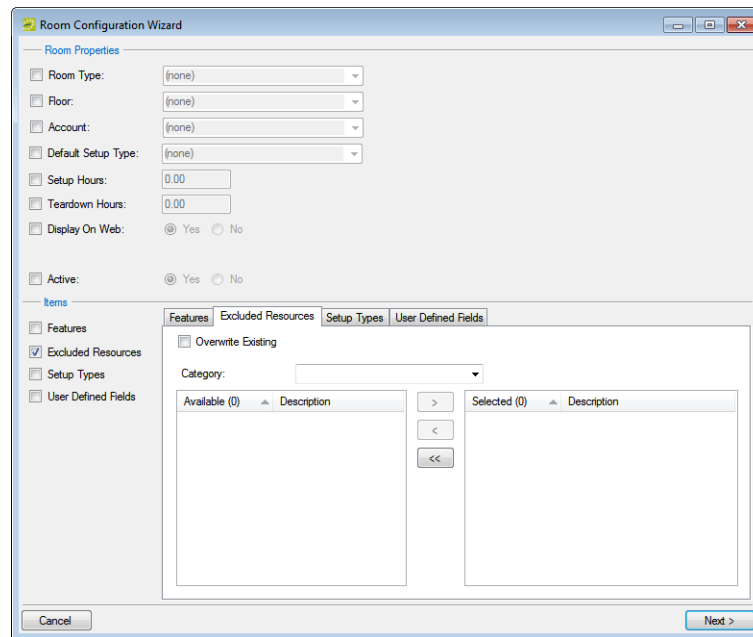 Room Configuration Wizard
Room Properties
Room Type: (none)
Floor: (none)
Account: (none)
Default Setup Type: (none)
Setup Hours: 0.00
Teardown Hours: 0.00
Display On Web: Yes No
Active: Yes No
Items
Features
Excluded Resources
Setup Types
User Defined Fields
Features Excluded Resources Setup Types User Defined Fields
Overwrite Existing
Category:
Available (0) Description > Selected (0) Description
<
<<
Cancel Next >